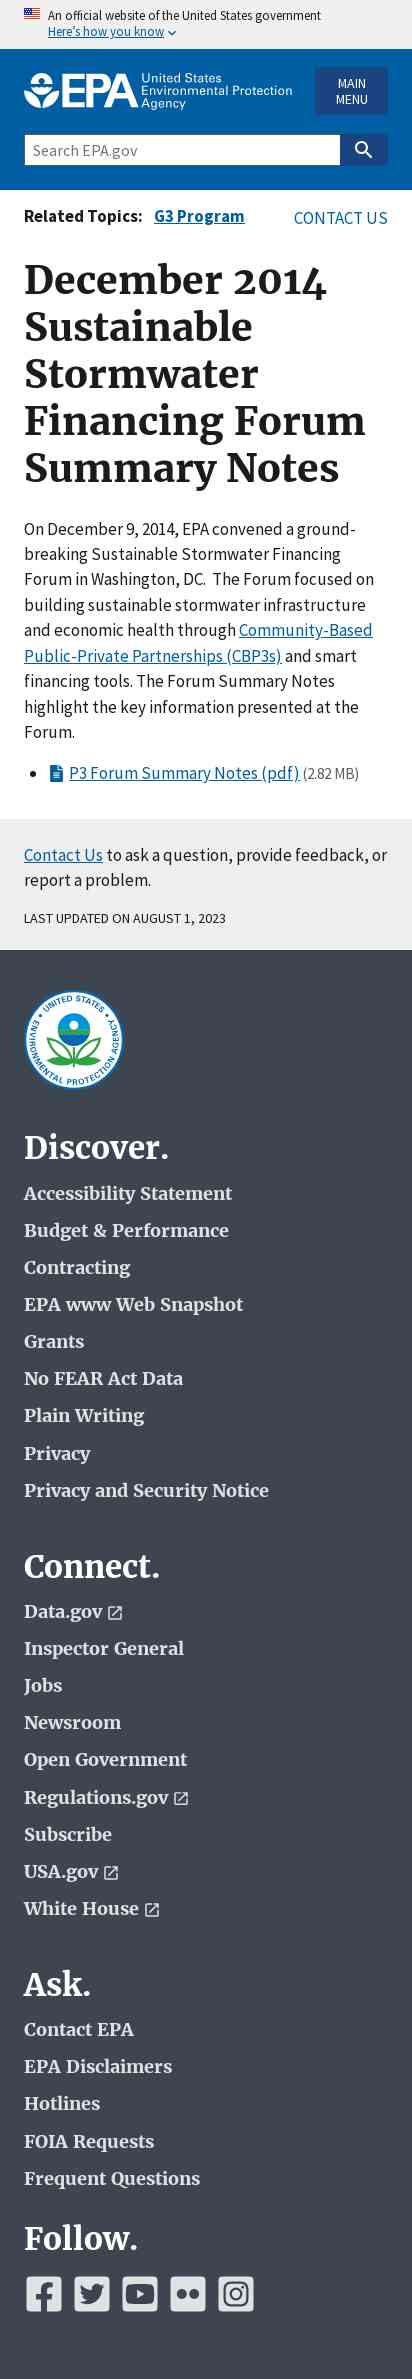 An official website of the United States government
Here's how you know
EPA United States
Environmental Protection
Agency
MAIN
MENU
Search EPA.gov
Related Topics: G3 Program CONTACT US
December 2014
Sustainable
Stormwater
Financing Forum
Summary Notes
On December 9, 2014, EPA convened a ground-
breaking Sustainable Stormwater Financing
Forum in Washington, DC. The Forum focused on
building sustainable stormwater infrastructure
and economic health through Community-Based
Public-Private Partnerships (CBP3s) and smart
financing tools. The Forum Summary Notes
highlight the key information presented at the
Forum.
P3 Forum Summary Notes (pdf) (2.82 MB)
Contact Us to ask a question, provide feedback, or
report a problem.
LAST UPDATED ON AUGUST 1, 2023
UNITED STATES
ENVIRONMENTAL PROTECTION AGENCY
Discover.
Accessibility Statement
Budget & Performance
Contracting
EPA www Web Snapshot
Grants
No FEAR Act Data
Plain Writing
Privacy
Privacy and Security Notice
Connect.
Data.gov
Inspector General
Jobs
Newsroom
Open Government
Regulations.gov
Subscribe
USA.gov
White House
Ask.
Contact EPA
EPA Disclaimers
Hotlines
FOIA Requests
Frequent Questions
Follow.